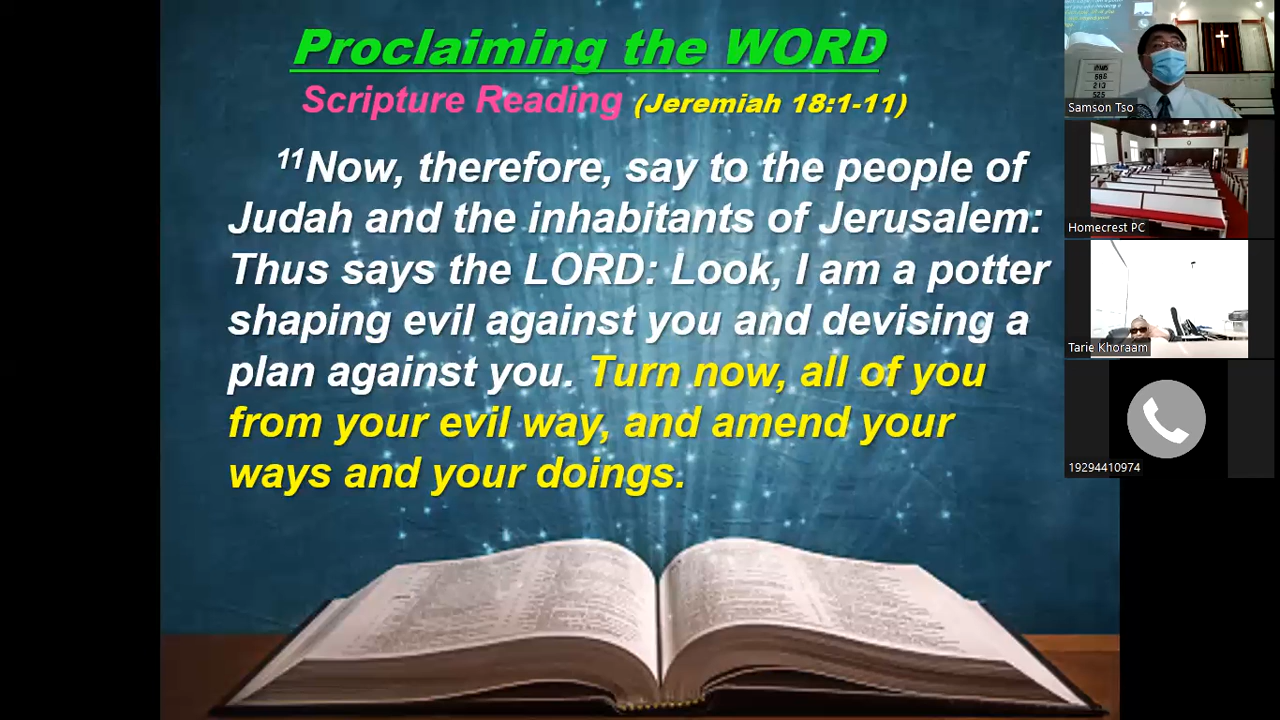 Proclaiming the WORD
Scripture Reading (Jeremiah 18:1-11)
11Now, therefore, say to the people of
Judah and the inhabitants of Jerusalem:
Thus says the LORD: Look, I am a potter
shaping evil against you and devising a
plan against you. Turn now, all of you
from your evil way, and amend your
ways and your doings.
Samson Tso
Homecrest PC
Tarie Khoraam
19294410974